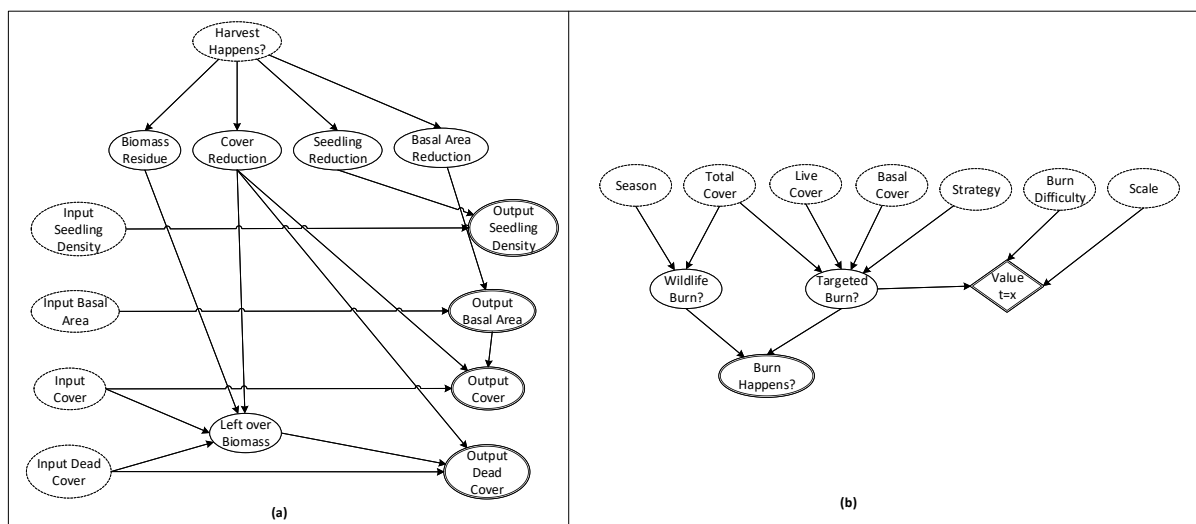 Harvest
Happens?
Biomass
Residue
Cover
Reduction
Seedling
Reduction
Basal Area
Reduction
Input
Seedling
Density
Output
Seedling
Density
Input Basal
Area
Output
Basal Area
Input
Cover
Output
Cover
Left over
Biomass
Input Dead
Cover
Output
Dead
Cover
(a)
Season
Total
Cover
Live
Cover
Basal
Cover
Strategy
Burn
Difficulty
Scale
Wildlife
Burn?
Targeted
Burn?
Value
t=x
Burn
Happens?
(b)